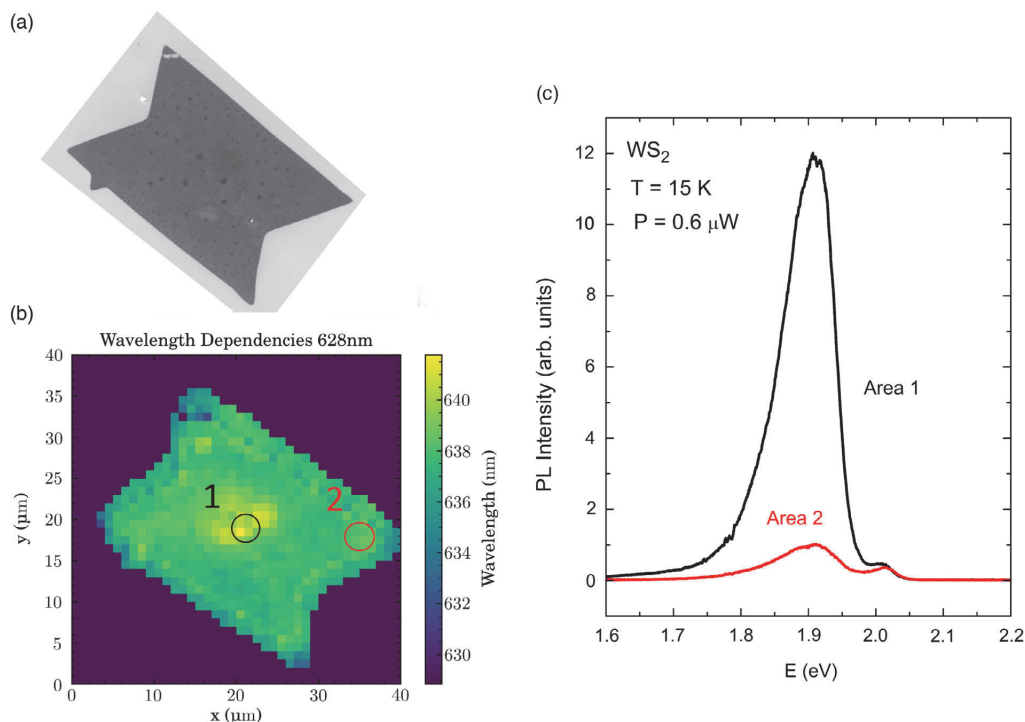 (a)
(b)
Wavelength Dependencies 628nm
40
35
30
25
20
15
10
5
0
y (μm)
0
10
20
30
40
x (μm)
1
2
640
638
636
634
632
630
Wavelength (nm)
(c)
12
10
8
6
4
2
0
PL Intensity (arb. units)
WS₂
T = 15 K
P = 0.6 μW
Area 1
Area 2
1.6
1.7
1.8
1.9
2.0
2.1
2.2
E (eV)